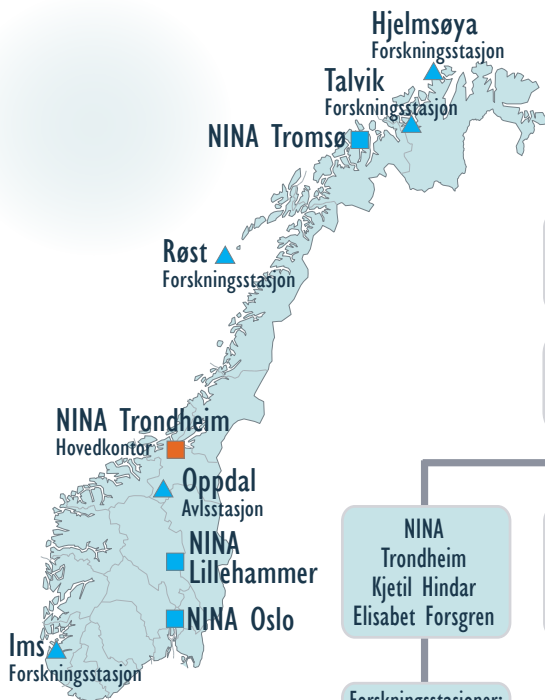 Hjelmsøya
Forskningsstasjon
Talvik
Forskningsstasjon
NINA Tromsø
Røst
Forskningsstasjon
NINA Trondheim
Hovedkontor
Oppdal
Avlsstasjon
NINA
Lillehammer
NINA Oslo
Ims
Forskningsstasjon
NINA
Trondheim
Kjetil Hindar
Elisabet Forsgren
Forskningsstasjoner: